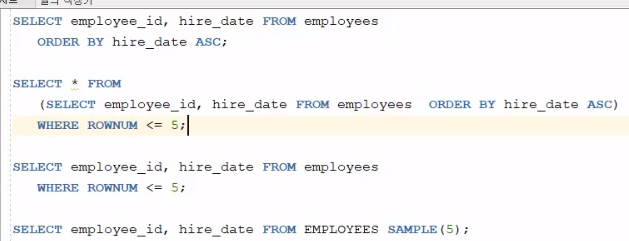 SELECT employee_id, hire_date FROM employees
ORDER BY hire_date ASC;
SELECT * FROM
(SELECT employee_id, hire_date FROM employees ORDER BY hire_date ASC)
WHERE ROWNUM <= 5;
SELECT employee_id, hire_date FROM employees
WHERE ROWNUM <= 5;
SELECT employee_id, hire_date FROM EMPLOYEES SAMPLE(5);